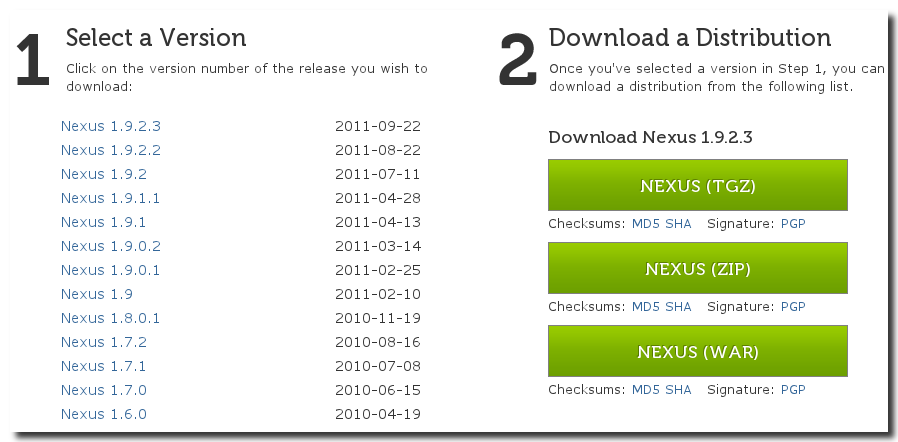 1 Select a Version
Click on the version number of the release you wish to
download:
Nexus 1.9.2.3 2011-09-22
Nexus 1.9.2.2 2011-08-22
Nexus 1.9.2 2011-07-11
Nexus 1.9.1.1 2011-04-28
Nexus 1.9.1 2011-04-13
Nexus 1.9.0.2 2011-03-14
Nexus 1.9.0.1 2011-02-25
Nexus 1.9 2011-02-10
Nexus 1.8.0.1 2010-11-19
Nexus 1.7.2 2010-08-16
Nexus 1.7.1 2010-07-08
Nexus 1.7.0 2010-06-15
Nexus 1.6.0 2010-04-19
2 Download a Distribution
Once you've selected a version in Step 1, you can
download a distribution from the following list.
Download Nexus 1.9.2.3
NEXUS (TGZ)
Checksums: MD5 SHA Signature: PGP
NEXUS (ZIP)
Checksums: MD5 SHA Signature: PGP
NEXUS (WAR)
Checksums: MD5 SHA Signature: PGP